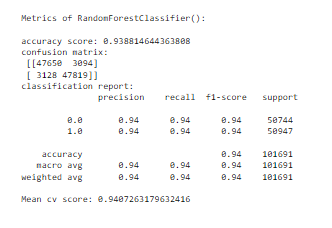 Metrics of RandomForestClassifier():
accuracy score: 0.938814644363808
confusion matrix:
[[47650 3094]
[ 3128 47819]]
classification report:
precision recall f1-score support
0.0 0.94 0.94 0.94 50744
1.0 0.94 0.94 0.94 50947
accuracy 0.94 101691
macro avg 0.94 0.94 0.94 101691
weighted avg 0.94 0.94 0.94 101691
Mean cv score: 0.9407263179632416